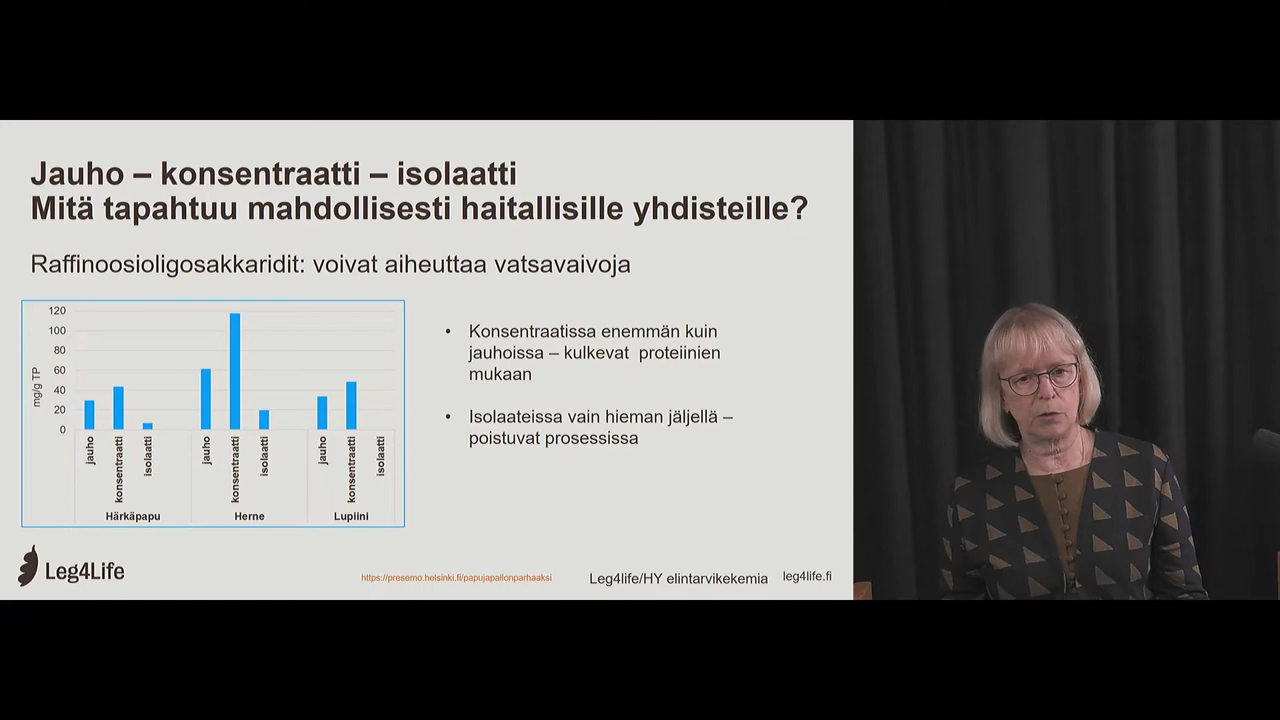 Jauho – konsentraatti – isolaatti
Mitä tapahtuu mahdollisesti haitallisille yhdisteille?
Raffinoosioligosakkaridit: voivat aiheuttaa vatsavaivoja
120
100
80
60
40
20
0
mg/g TP
jauho
konsentraatti
isolaatti
jauho
konsentraatti
isolaatti
jauho
konsentraatti
isolaatti
Härkäpapu
Herne
Lupiini
• Konsentraatissa enemmän kuin
jauhoissa – kulkevat proteiinien
mukaan
• Isolaateissa vain hieman jäljellä –
poistuvat prosessissa
Leg4Life
https://presemo.helsinki.fi/papujapallonparhaaksi
Leg4life/HY elintarvikekemia
leg4life.fi